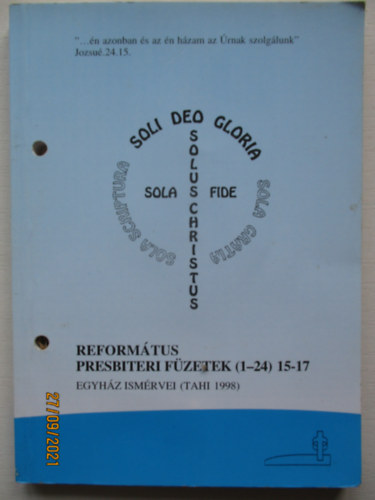 "...én azonban és az én házam az Úrnak szolgálunk"
Jozsué.24.15.
SOLI DEO GLORIA
SOLUS CHRISTUS
SOLA FIDE
SOLA SCRIPTURA
SOLA GRATIA
REFORMÁTUS
PRESBITERI FÜZETEK (1–24) 15-17
EGYHÁZ ISMÉRVEI (TAHI 1998)
27/09/2021